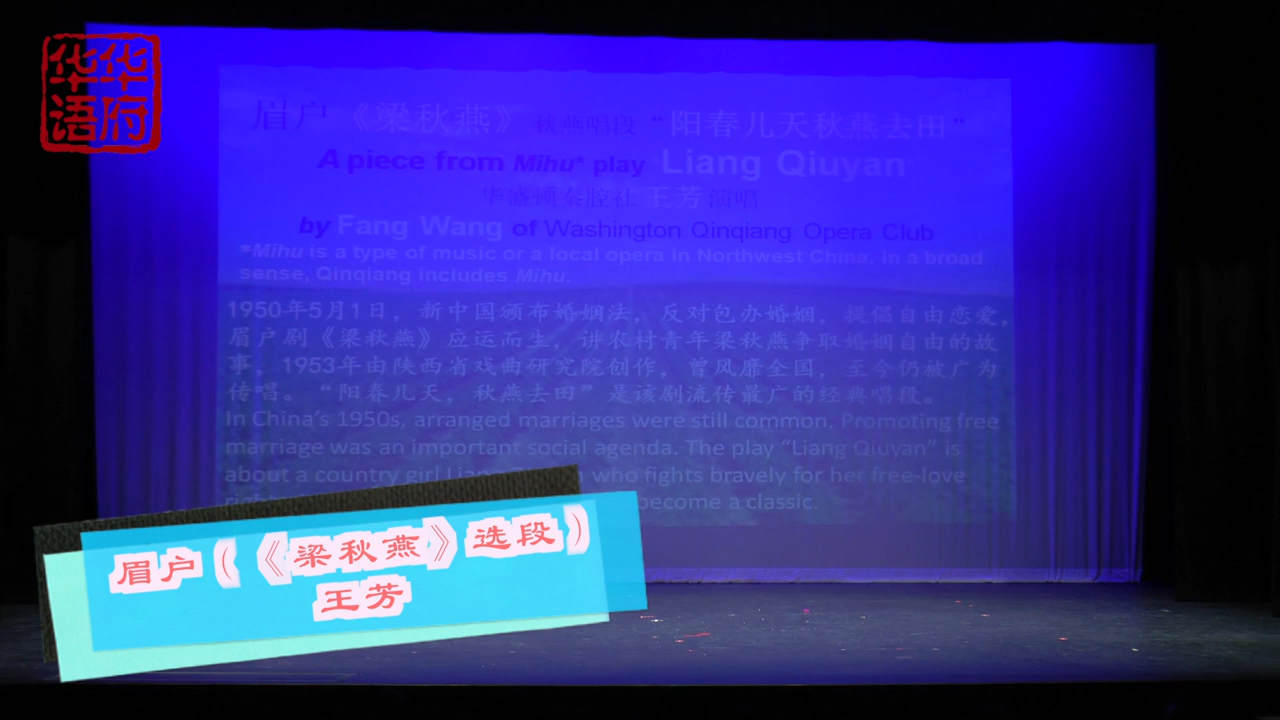 华华
语府
眉户《梁秋燕》秋燕唱段“阳春儿天秋燕去田”
A piece from Mihu* play Liang Qiuyan
华盛顿秦腔社 王芳 演唱
by Fang Wang of Washington Qinqiang Opera Club
*Mihu is a type of music or a local opera in Northwest China. In a broad
sense, Qinqiang includes Mihu.
1950年5月1日，新中国颁布婚姻法，反对包办婚姻，提倡自由恋爱，
眉户剧《梁秋燕》应运而生，讲农村青年梁秋燕争取婚姻自由的故
事，1953年由陕西省戏曲研究院创作，曾风靡全国，至今仍被广为
传唱。“阳春儿天，秋燕去田”是该剧流传最广的经典唱段。
In China's 1950s, arranged marriages were still common. Promoting free
marriage was an important social agenda. The play “Liang Qiuyan” is
about a country girl who fights bravely for her free-love
become a classic.
眉户（《梁秋燕》选段）
王芳